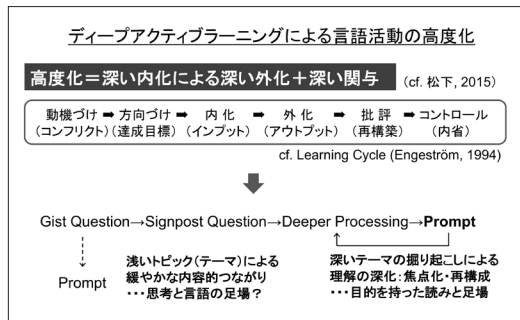 ディープアクティブラーニングによる言語活動の高度化
高度化＝深い内化による深い外化＋深い関与 (cf. 松下, 2015)
動機づけ ➡ 方向づけ ➡ 内 化 ➡ 外 化 ➡ 批 評 ➡ コントロール
(コンフリクト) (達成目標) (インプット) (アウトプット) (再構築) (内省)
cf. Learning Cycle (Engeström, 1994)
Gist Question→Signpost Question→Deeper Processing→Prompt
Prompt
浅いトピック(テーマ)による
緩やかな内容的つながり
・・・思考と言語の足場？
深いテーマの掘り起こしによる
理解の深化：焦点化・再構成
・・・目的を持った読みと足場